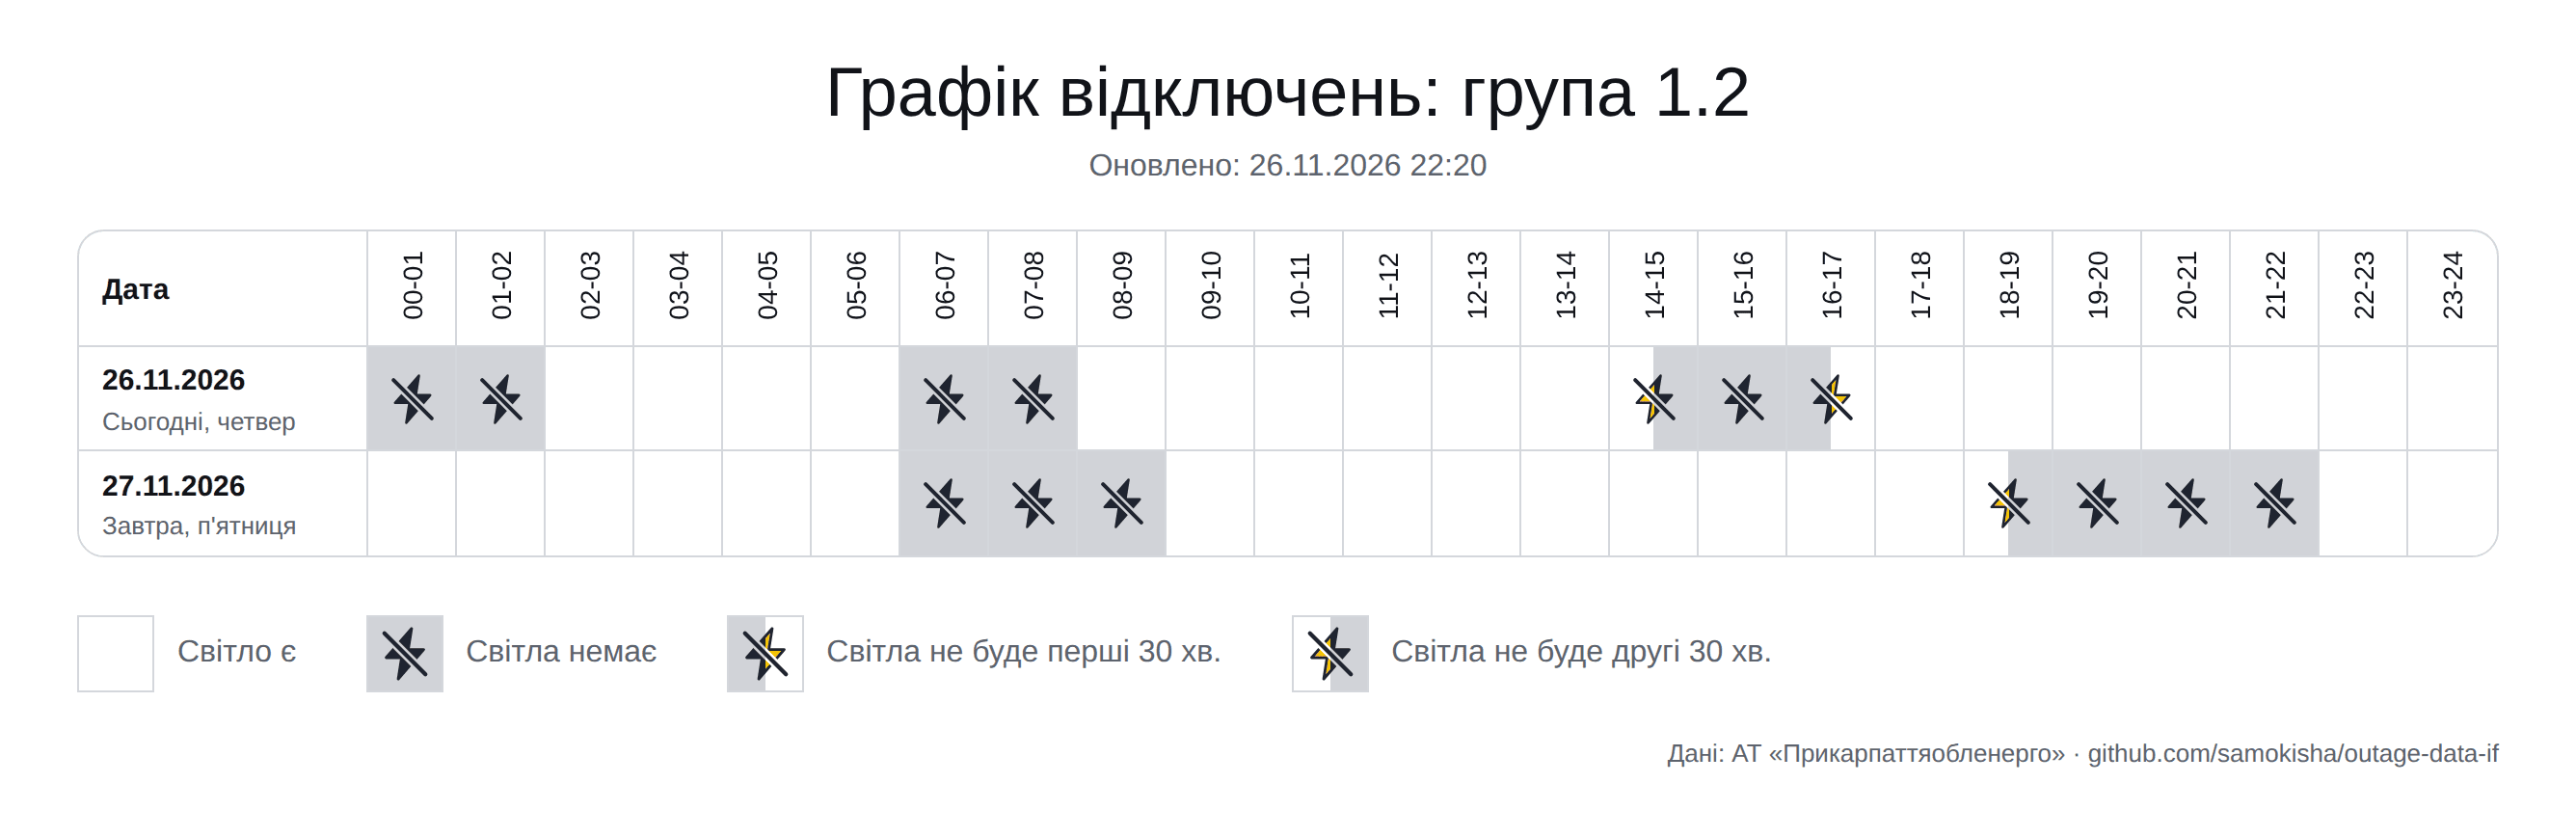 Графік відключень: група 1.2
Оновлено: 26.11.2026 22:20
Дата 00-01 01-02 02-03 03-04 04-05 05-06 06-07 07-08 08-09 09-10 10-11 11-12 12-13 13-14 14-15 15-16 16-17 17-18 18-19 19-20 20-21 21-22 22-23 23-24
26.11.2026
Сьогодні, четвер
27.11.2026
Завтра, п'ятниця
Світло є Світла немає Світла не буде перші 30 хв. Світла не буде другі 30 хв.
Дані: АТ «Прикарпаттяобленерго» · github.com/samokisha/outage-data-if